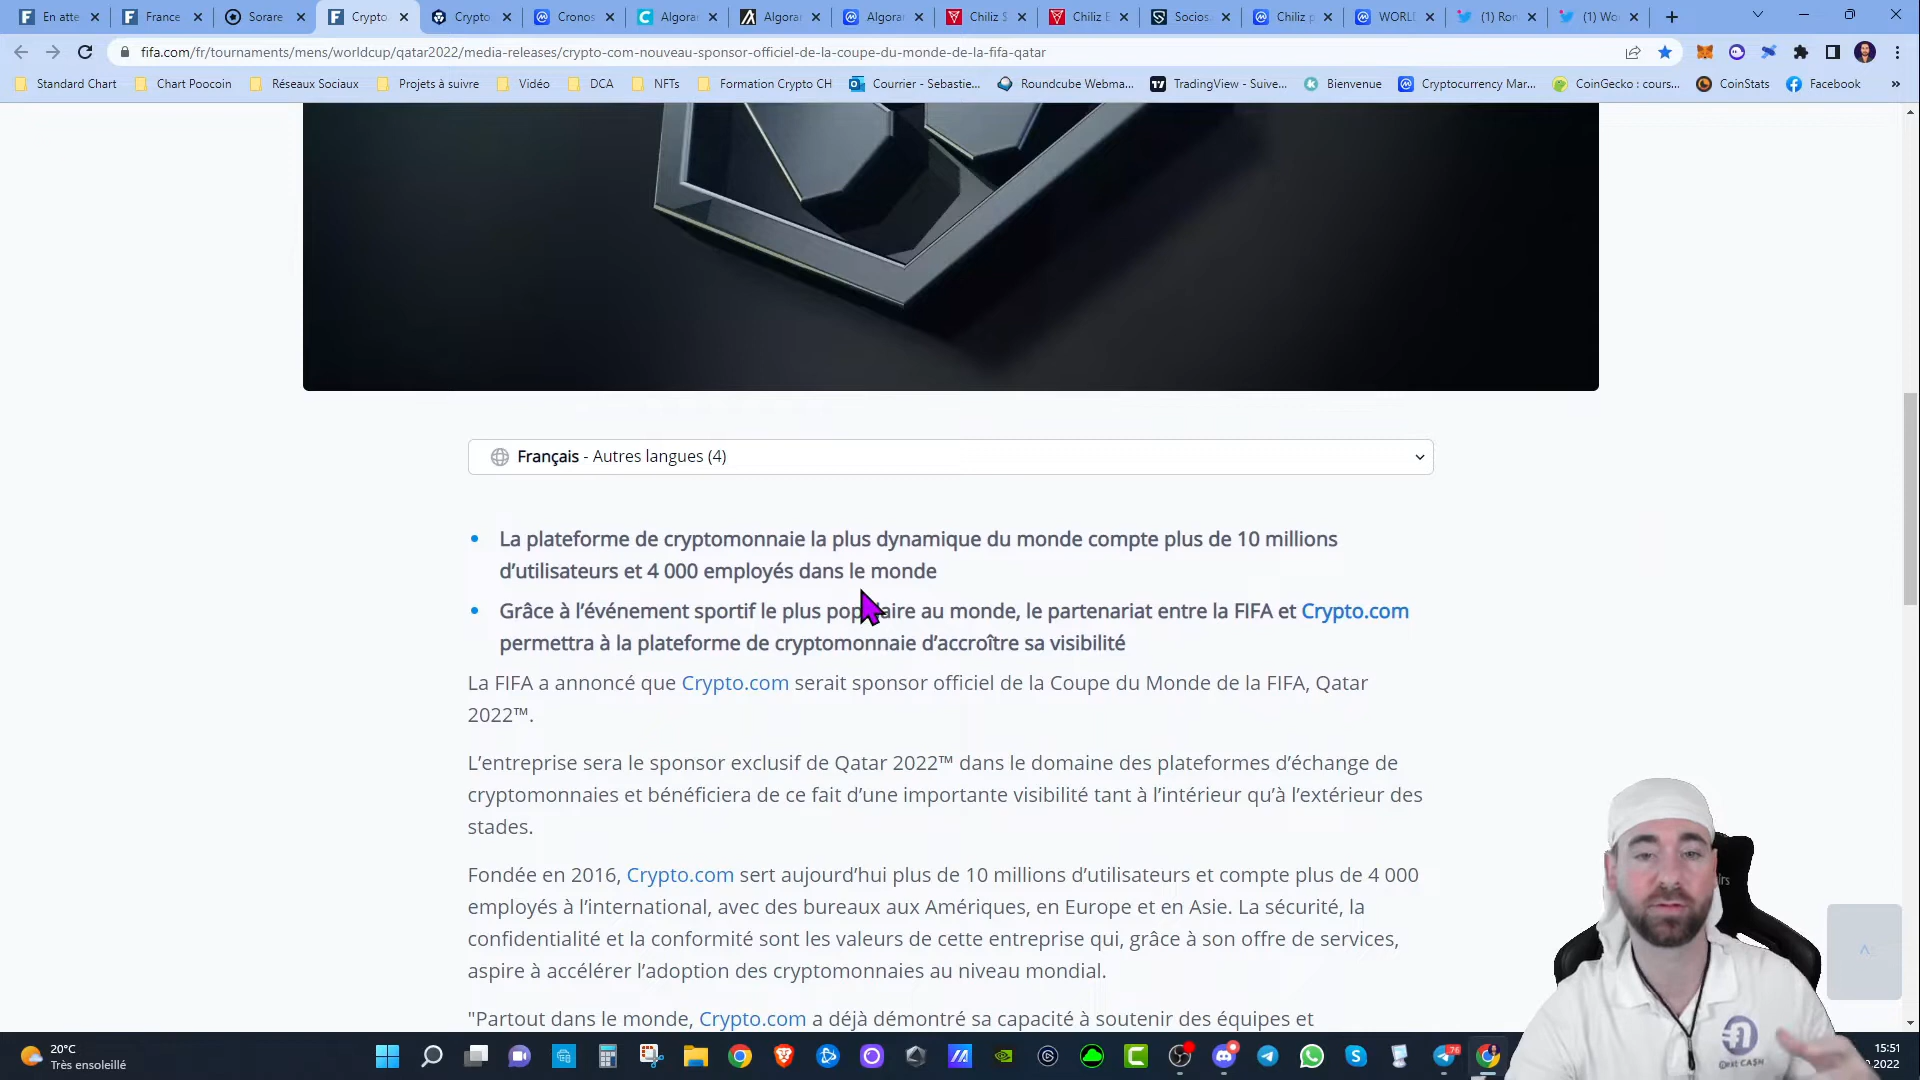 En atte
France
Sorare
Crypto
Crypto
Cronos
Algorar
Algorar
Algorar
Chiliz $
Chiliz E
Socios.
Chiliz p
WORL
(1) Ron
(1) Wo
fifa.com/fr/tournaments/mens/worldcup/qatar2022/media-releases/crypto-com-nouveau-sponsor-officiel-de-la-coupe-du-monde-de-la-fifa-qatar
Standard Chart
Chart Poocoin
Réseaux Sociaux
Projets à suivre
Vidéo
DCA
NFTs
Formation Crypto CH
Courrier - Sebastie...
Roundcube Webma...
TradingView - Suive...
Bienvenue
Cryptocurrency Mar...
CoinGecko : cours...
CoinStats
Facebook
»
Français - Autres langues (4)
• La plateforme de cryptomonnaie la plus dynamique du monde compte plus de 10 millions
d’utilisateurs et 4 000 employés dans le monde
• Grâce à l’événement sportif le plus populaire au monde, le partenariat entre la FIFA et Crypto.com
permettra à la plateforme de cryptomonnaie d’accroître sa visibilité
La FIFA a annoncé que Crypto.com serait sponsor officiel de la Coupe du Monde de la FIFA, Qatar
2022™.
L’entreprise sera le sponsor exclusif de Qatar 2022™ dans le domaine des plateformes d’échange de
cryptomonnaies et bénéficiera de ce fait d’une importante visibilité tant à l’intérieur qu’à l’extérieur des
stades.
Fondée en 2016, Crypto.com sert aujourd’hui plus de 10 millions d’utilisateurs et compte plus de 4 000
employés à l’international, avec des bureaux aux Amériques, en Europe et en Asie. La sécurité, la
confidentialité et la conformité sont les valeurs de cette entreprise qui, grâce à son offre de services,
aspire à accélérer l’adoption des cryptomonnaies au niveau mondial.
"Partout dans le monde, Crypto.com a déjà démontré sa capacité à soutenir des équipes et
20°C
Très ensoleillé
76
15:51
.2022